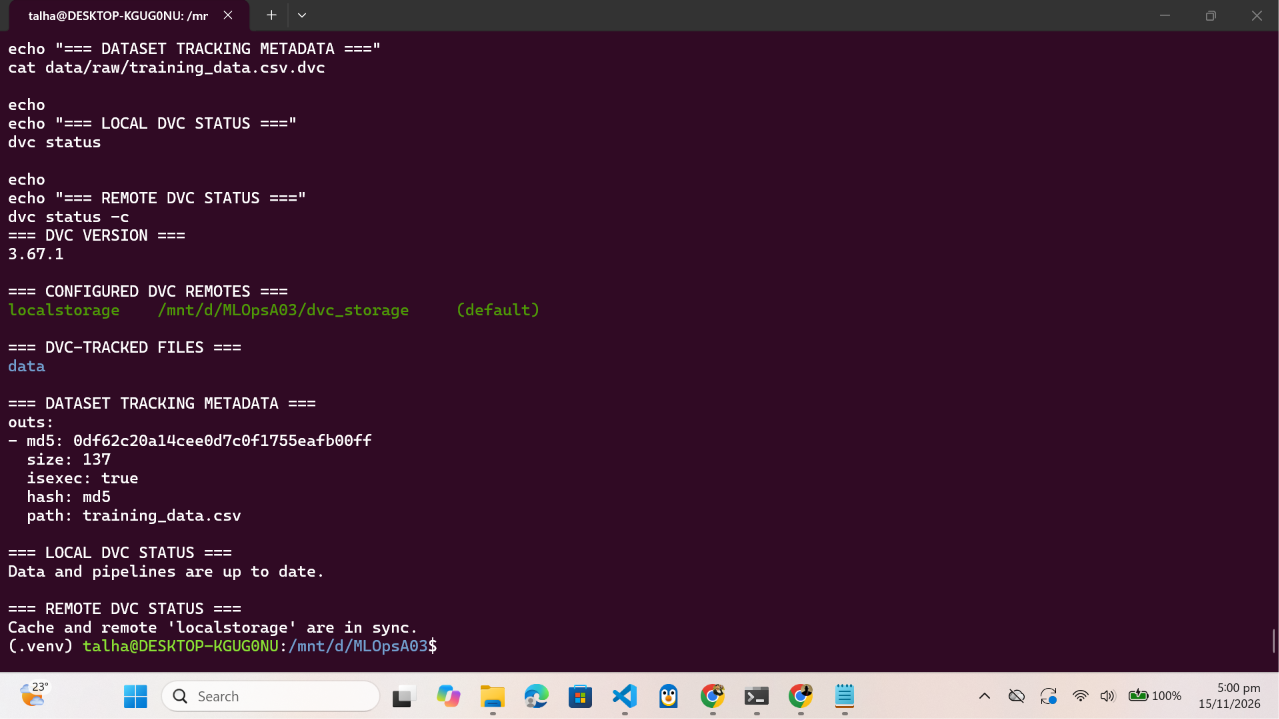 talha@DESKTOP-KGUG0NU: /mr
echo "=== DATASET TRACKING METADATA ==="
cat data/raw/training_data.csv.dvc
echo
echo "=== LOCAL DVC STATUS ==="
dvc status
echo
echo "=== REMOTE DVC STATUS ==="
dvc status -c
=== DVC VERSION ===
3.67.1
=== CONFIGURED DVC REMOTES ===
localstorage    /mnt/d/MLOpsA03/dvc_storage     (default)
=== DVC-TRACKED FILES ===
data
=== DATASET TRACKING METADATA ===
outs:
- md5: 0df62c20a14cee0d7c0f1755eafb00ff
  size: 137
  isexec: true
  hash: md5
  path: training_data.csv
=== LOCAL DVC STATUS ===
Data and pipelines are up to date.
=== REMOTE DVC STATUS ===
Cache and remote 'localstorage' are in sync.
(.venv) talha@DESKTOP-KGUG0NU:/mnt/d/MLOpsA03$
23°
Search
100%
5:00 pm
15/11/2026